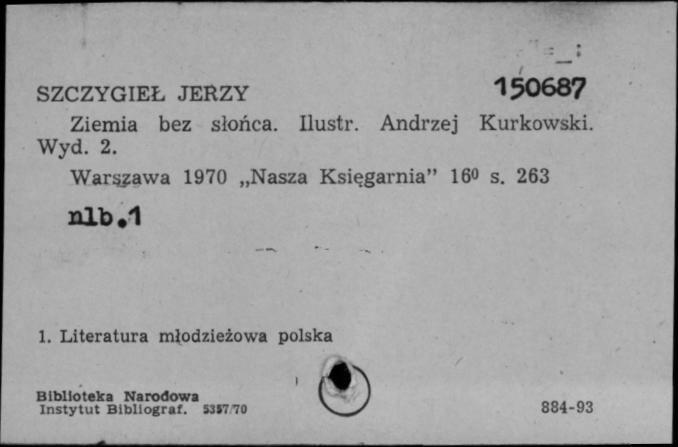 SZCZYGIEŁ JERZY 150687
Ziemia bez słońca. Ilustr. Andrzej Kurkowski.
Wyd. 2.
Warszawa 1970 „Nasza Księgarnia” 16⁰ s. 263
nlb.1
1. Literatura młodzieżowa polska
Biblioteka Narodowa
Instytut Bibliograf. 5357/70 884-93